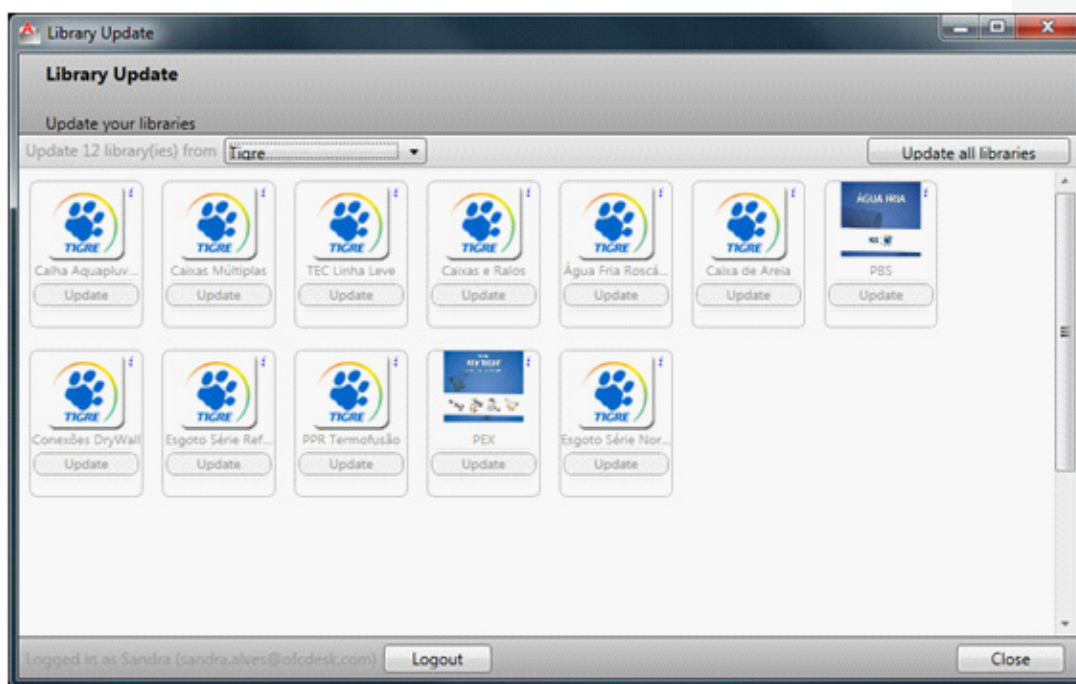 Library Update
Library Update
Update your libraries
Update 12 library(ies) from Tigre Update all libraries
TIGRE TIGRE TIGRE TIGRE TIGRE TIGRE ÁGUA FRIA
Calha Aquapluv... Caixas Múltiplas TEC Linha Leve Caixas e Ralos Água Fria Roscá... Caixa de Areia PBS
Update Update Update Update Update Update Update
TIGRE TIGRE TIGRE TIGRE
Conexões DryWall Esgoto Série Ref... PPR Termofusão PEX Esgoto Série Nor...
Update Update Update Update Update
Logged in as Sandra (sandra.alves@ofcdesk.com) Logout Close